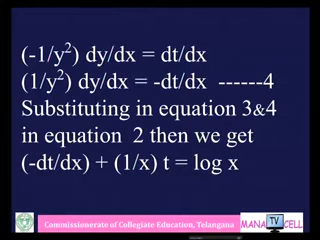 (-1/y²) dy/dx = dt/dx
(1/y²) dy/dx = -dt/dx ------4
Substituting in equation 3&4
in equation 2 then we get
(-dt/dx) + (1/x) t = log x
Commissionerate of Collegiate Education, Telangana
MANA TV CELL